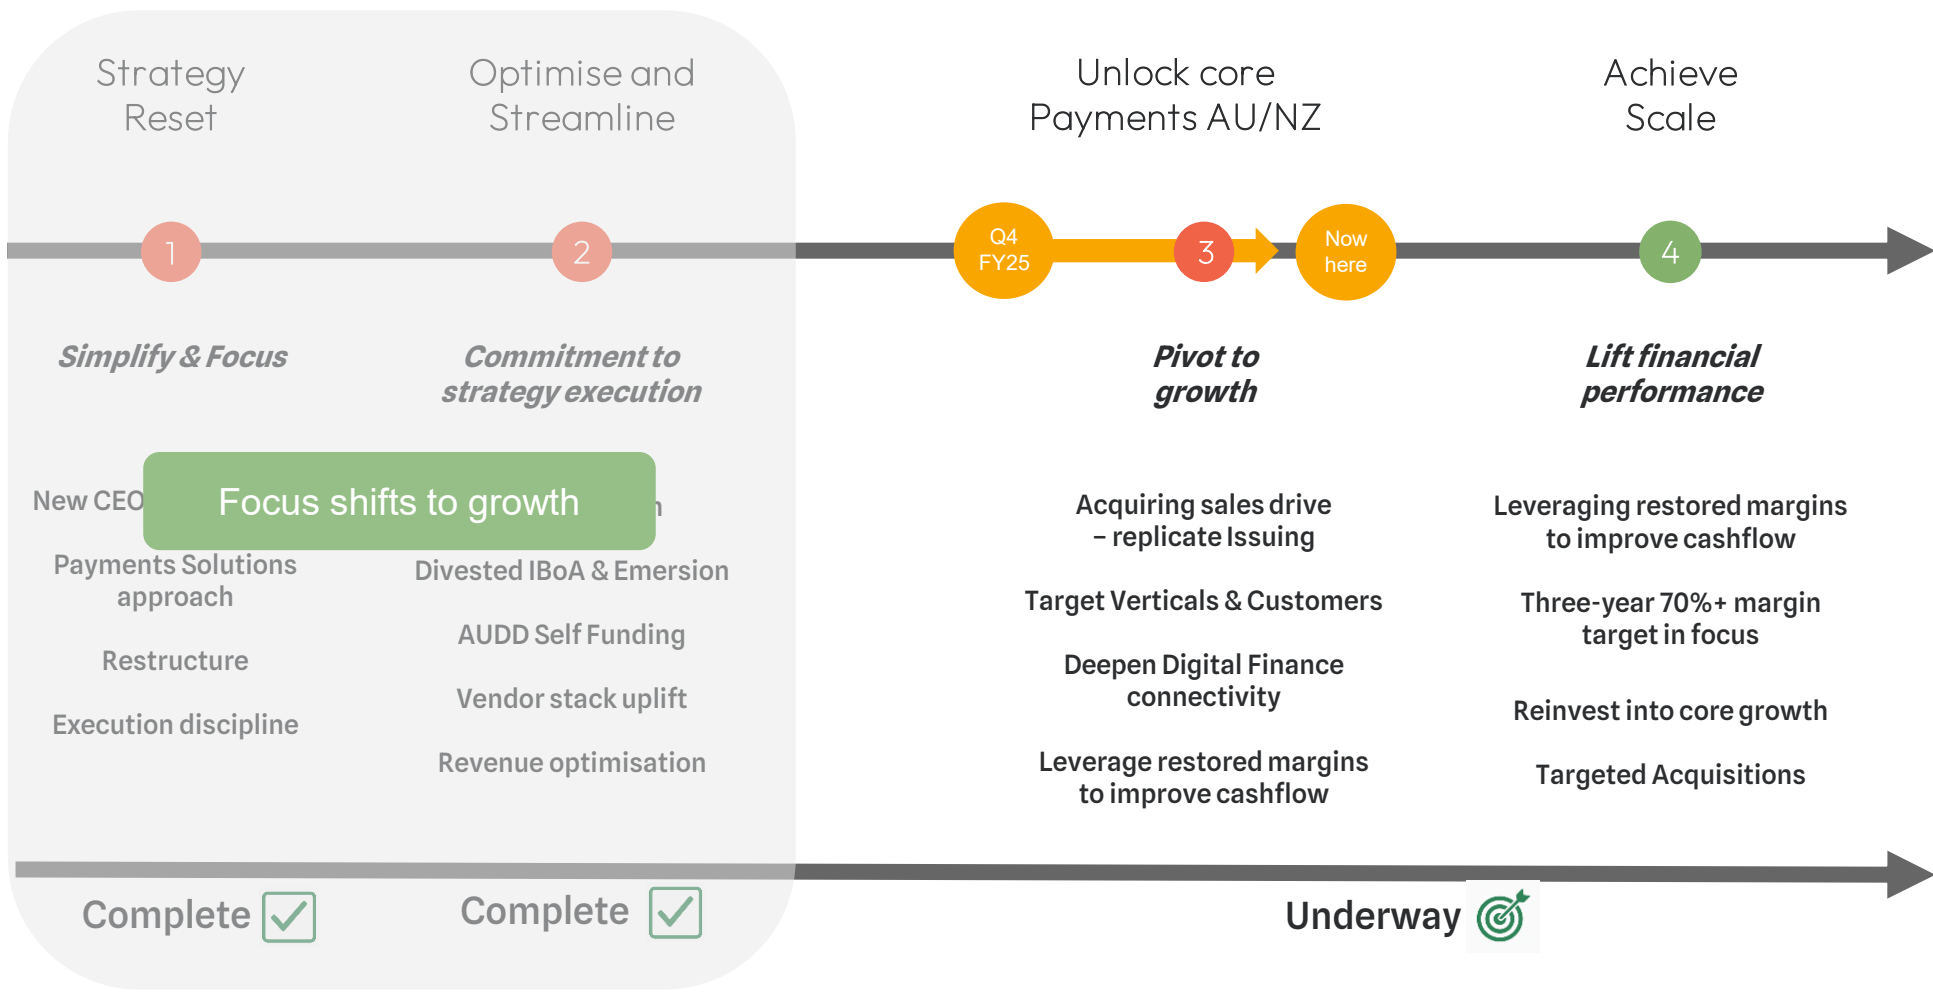 Strategy
Reset
Optimise and
Streamline
Unlock core
Payments AU/NZ
Achieve
Scale
1
2
Q4
FY25
3
Now
here
4
Simplify & Focus
Commitment to
strategy execution
Pivot to
growth
Lift financial
performance
Focus shifts to growth
New CEO
Payments Solutions
approach
Restructure
Execution discipline
Divested IBoA & Emersion
AUDD Self Funding
Vendor stack uplift
Revenue optimisation
Acquiring sales drive
– replicate Issuing
Target Verticals & Customers
Deepen Digital Finance
connectivity
Leverage restored margins
to improve cashflow
Leveraging restored margins
to improve cashflow
Three-year 70%+ margin
target in focus
Reinvest into core growth
Targeted Acquisitions
Complete
Complete
Underway